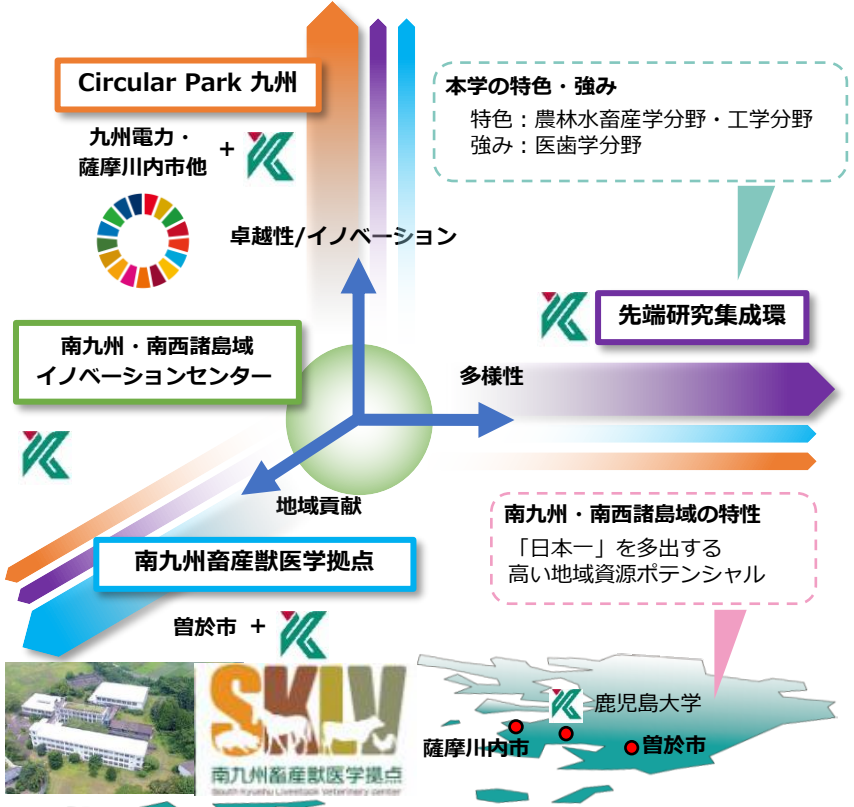 Circular Park 九州
九州電力・
薩摩川内市他
+
卓越性/イノベーション
本学の特色・強み
特色：農林水畜産学分野・工学分野
強み：医歯学分野
先端研究集成環
南九州・南西諸島域
イノベーションセンター
多様性
地域貢献
南九州・南西諸島域の特性
「日本一」を多出する
高い地域資源ポテンシャル
南九州畜産獣医学拠点
曽於市 +
SKLV
南九州畜産獣医学拠点
South Kyushu Livestock Veterinary center
鹿児島大学
薩摩川内市
曽於市